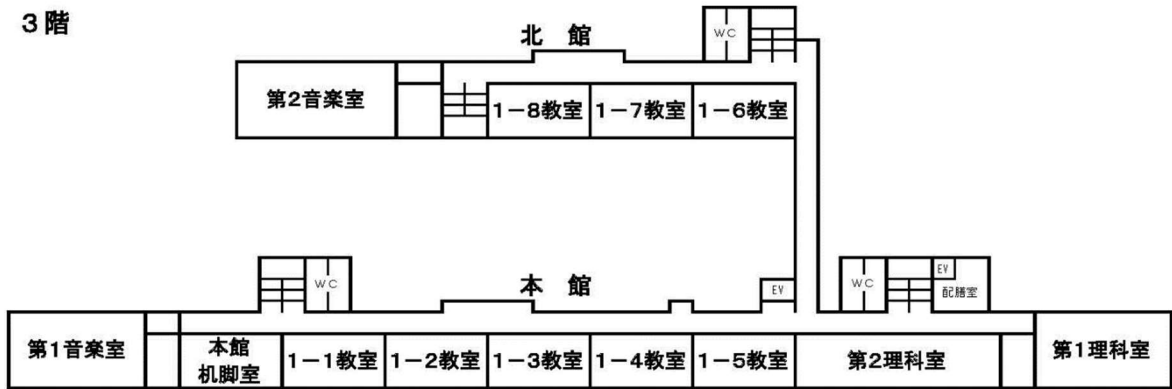 3階
北 館
WC
第2音楽室
1－8教室
1－7教室
1－6教室
WC
本 館
EV
WC
EV
配膳室
第1音楽室
本館
机脚室
1－1教室
1－2教室
1－3教室
1－4教室
1－5教室
第2理科室
第1理科室